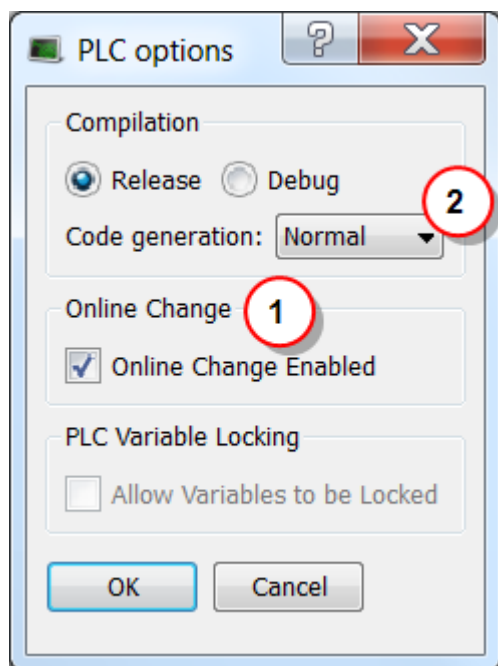 PLC options
Compilation
Release Debug
2
Code generation: Normal
Online Change 1
Online Change Enabled
PLC Variable Locking
Allow Variables to be Locked
OK Cancel